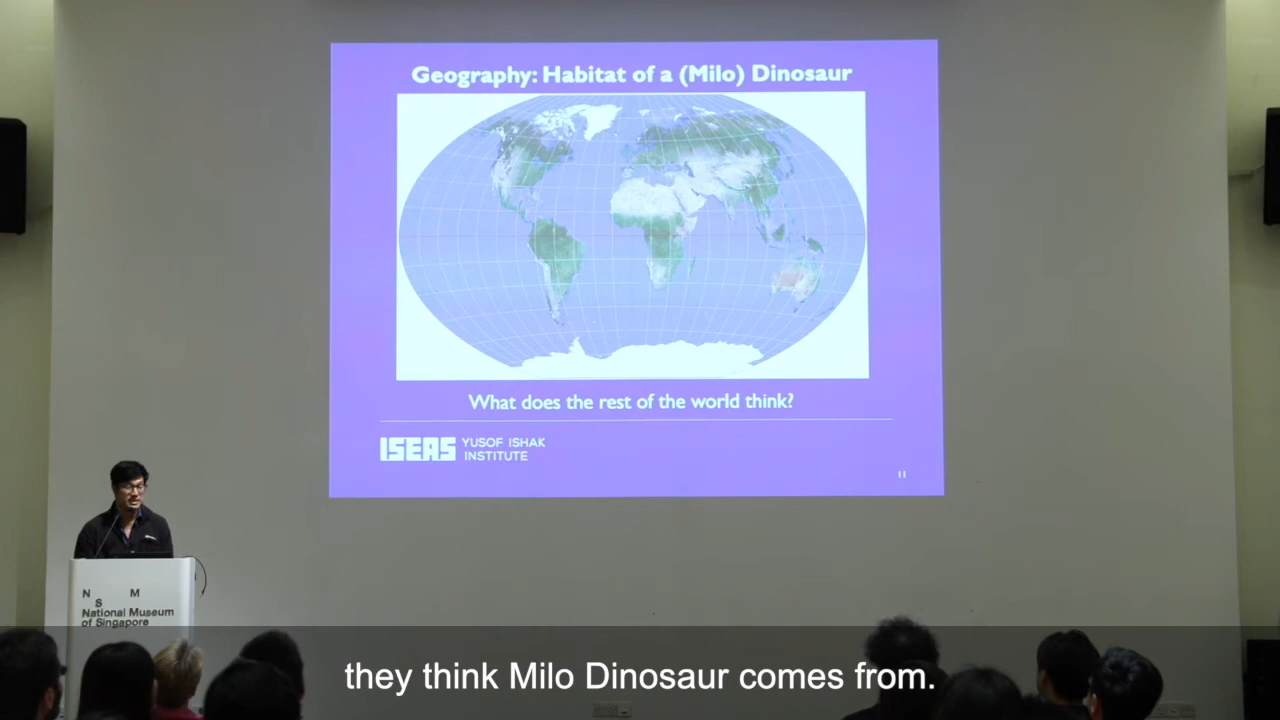 Geography: Habitat of a (Milo) Dinosaur
What does the rest of the world think?
ISEAS YUSOF ISHAK
INSTITUTE
11
N M
S
National Museum
of Singapore
they think Milo Dinosaur comes from.